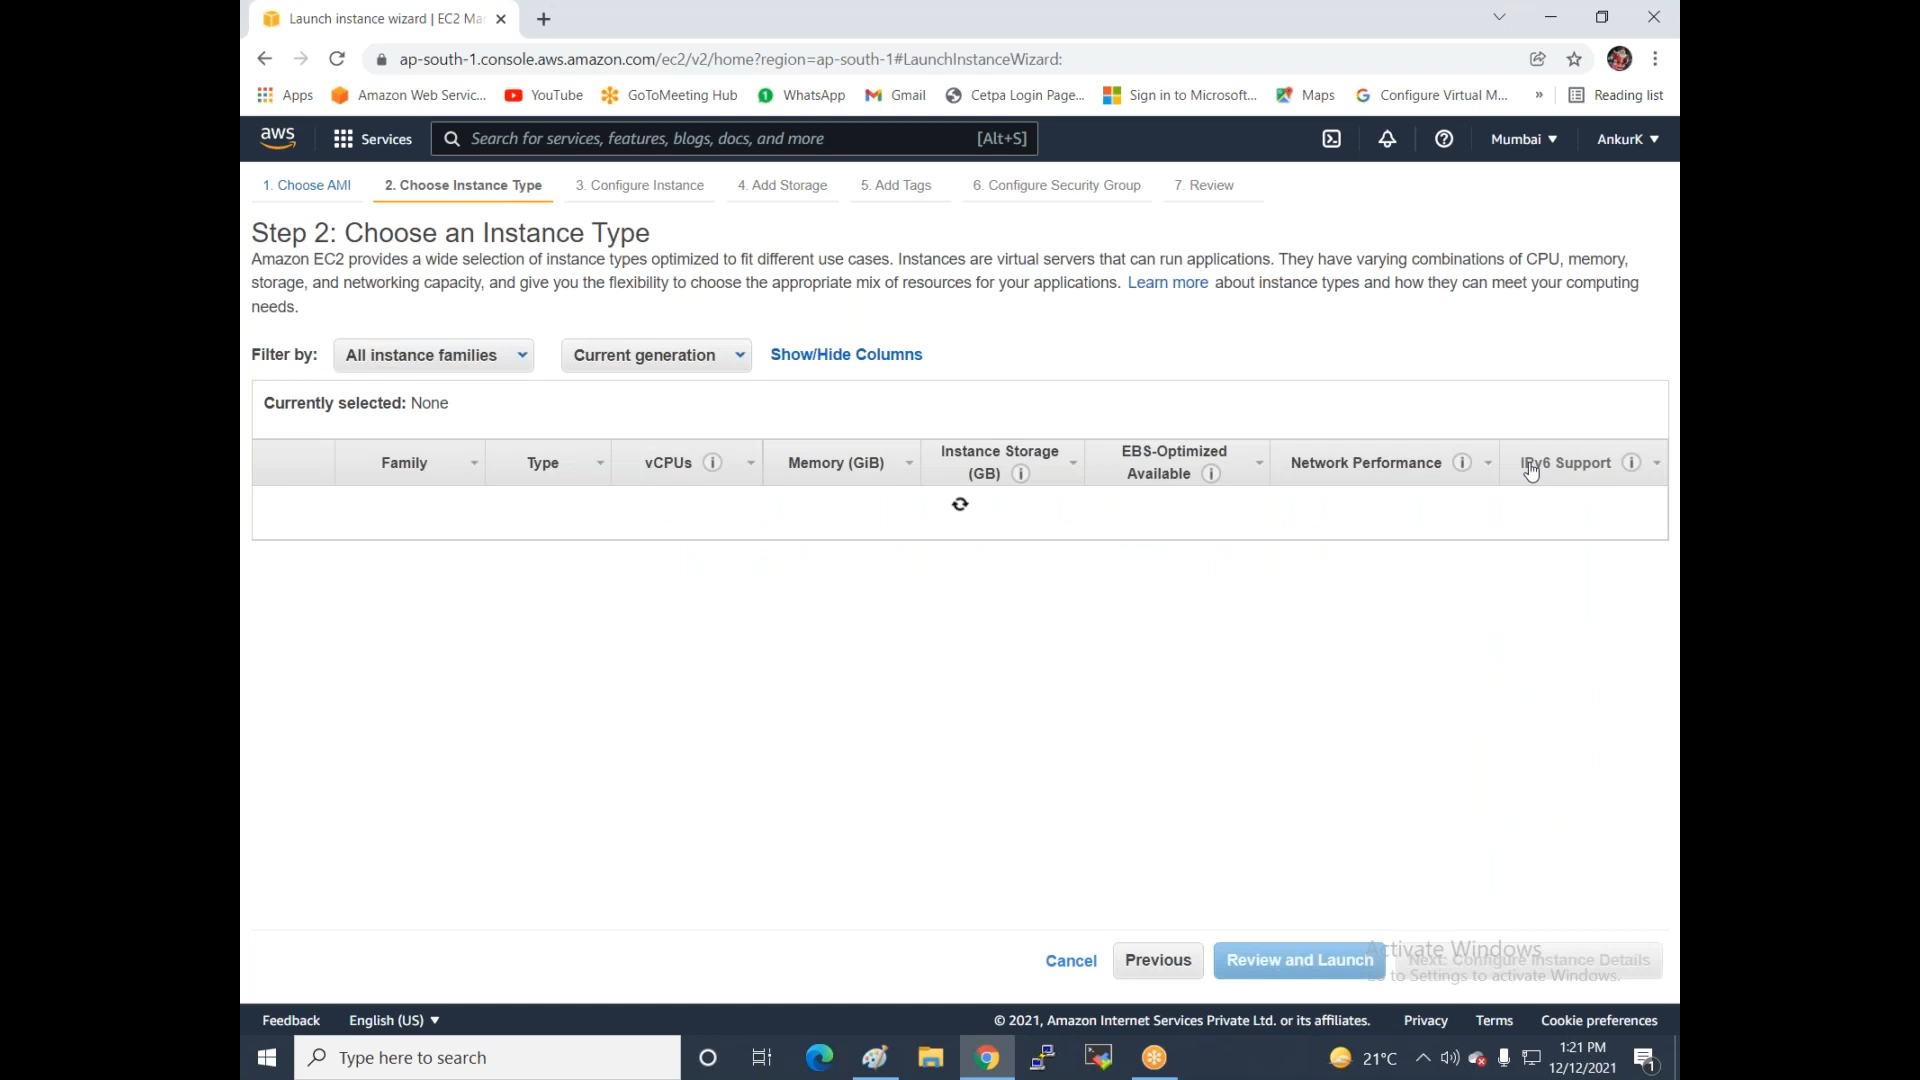 Launch instance wizard | EC2 Ma
ap-south-1.console.aws.amazon.com/ec2/v2/home?region=ap-south-1#LaunchInstanceWizard:
Apps Amazon Web Servic... YouTube GoToMeeting Hub 1 WhatsApp Gmail Cetpa Login Page... Sign in to Microsoft... Maps Configure Virtual M... » Reading list
aws Services Search for services, features, blogs, docs, and more [Alt+S] Mumbai ▼ AnkurK ▼
1. Choose AMI 2. Choose Instance Type 3. Configure Instance 4. Add Storage 5. Add Tags 6. Configure Security Group 7. Review
Step 2: Choose an Instance Type
Amazon EC2 provides a wide selection of instance types optimized to fit different use cases. Instances are virtual servers that can run applications. They have varying combinations of CPU, memory,
storage, and networking capacity, and give you the flexibility to choose the appropriate mix of resources for your applications. Learn more about instance types and how they can meet your computing
needs.
Filter by: All instance families Current generation Show/Hide Columns
Currently selected: None
Family Type vCPUs Memory (GiB) Instance Storage (GB) EBS-Optimized Available Network Performance IPv6 Support
Cancel Previous Review and Launch Next: Configure Instance Details
Activate Windows
Go to Settings to activate Windows.
Feedback English (US) ▼ © 2021, Amazon Internet Services Private Ltd. or its affiliates. Privacy Terms Cookie preferences
Type here to search 21°C 1:21 PM
12/12/2021 1